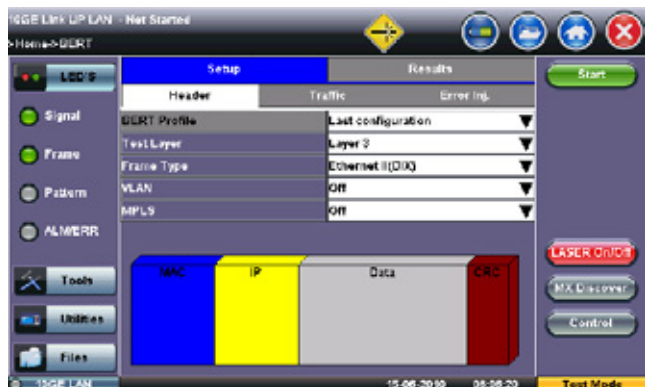 10GE Link UP LAN - Not Started
>Home->BERT
LED'S
Setup
Results
Start
Header
Traffic
Error Inj.
Signal
BERT Profile
Last configuration
Test Layer
Layer 3
Frame
Frame Type
Ethernet II(DIX)
Pattern
VLAN
Off
MPLS
Off
ALM/ERR
LASER On/Off
MAC
IP
Data
CRC
Tools
MX Discover
Utilities
Control
Files
10GE LAN
Test Mode